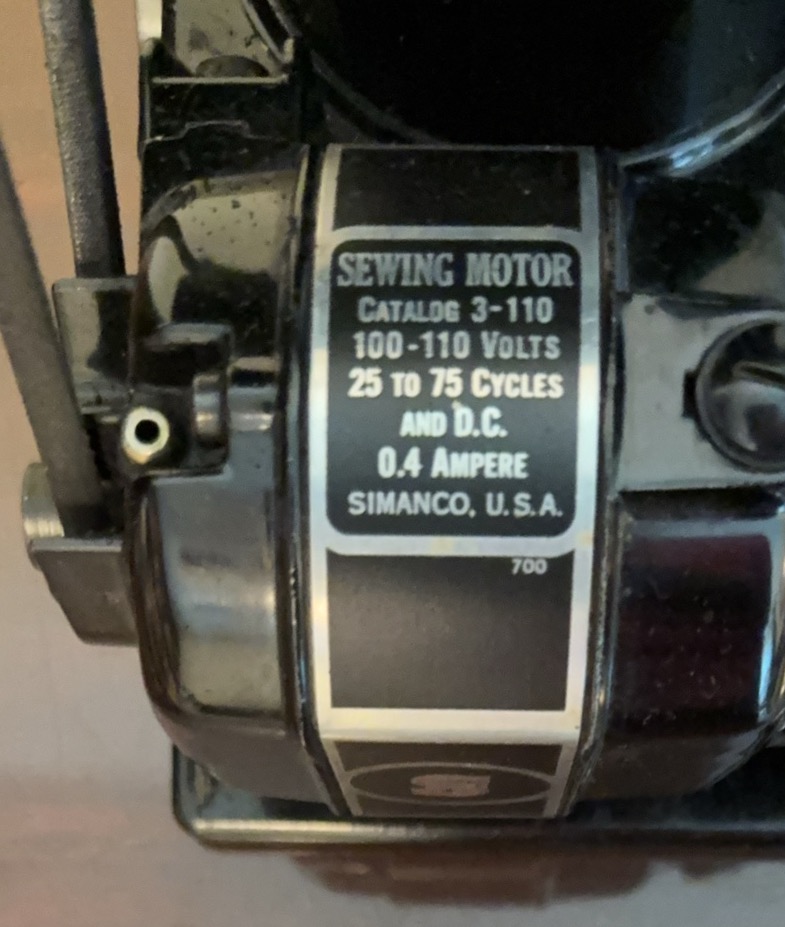 SEWING MOTOR
CATALOG 3-110
100-110 VOLTS
25 TO 75 CYCLES
AND D.C.
0.4 AMPERE
SIMANCO, U.S.A.
700
S